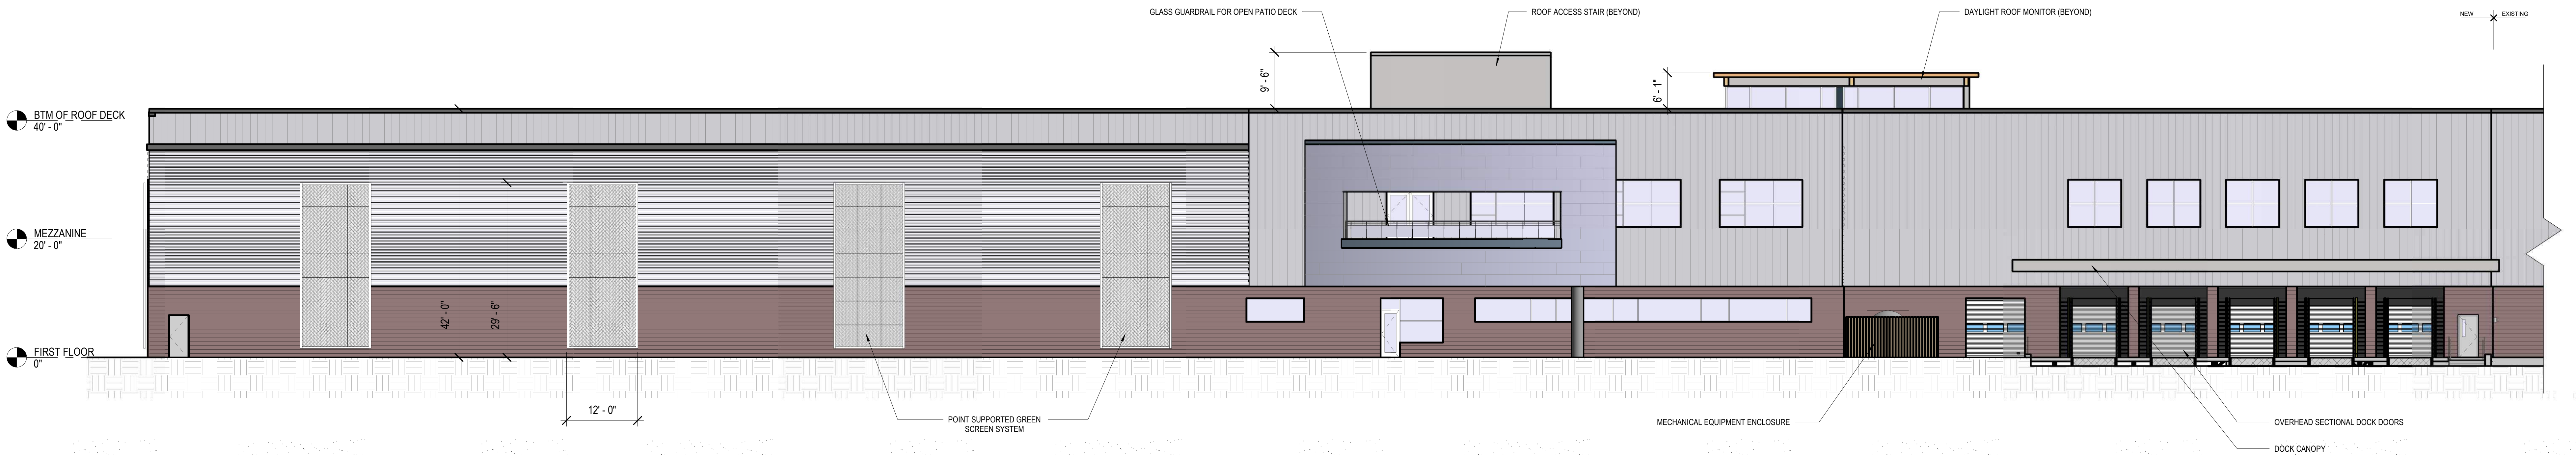 GLASS GUARDRAIL FOR OPEN PATIO DECK
ROOF ACCESS STAIR (BEYOND)
DAYLIGHT ROOF MONITOR (BEYOND)
NEW
EXISTING
9' - 6"
6' - 1"
BTM OF ROOF DECK
40' - 0"
MEZZANINE
20' - 0"
42' - 0"
29' - 6"
FIRST FLOOR
0"
12' - 0"
POINT SUPPORTED GREEN
SCREEN SYSTEM
MECHANICAL EQUIPMENT ENCLOSURE
OVERHEAD SECTIONAL DOCK DOORS
DOCK CANOPY